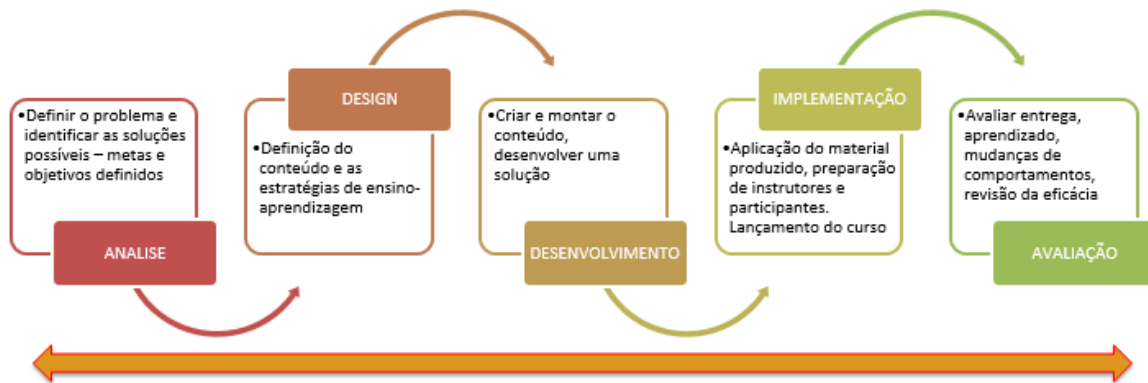 •Definir o problema e
identificar as soluções
possíveis – metas e
objetivos definidos
ANALISE
DESIGN
•Definição do
conteúdo e as
estratégias de ensino-
aprendizagem
•Criar e montar o
conteúdo,
desenvolver uma
solução
DESENVOLVIMENTO
IMPLEMENTAÇÃO
•Aplicação do material
produzido, preparação
de instrutores e
participantes.
Lançamento do curso
•Avaliar entrega,
aprendizado,
mudanças de
comportamentos,
revisão da eficácia
AVALIAÇÃO